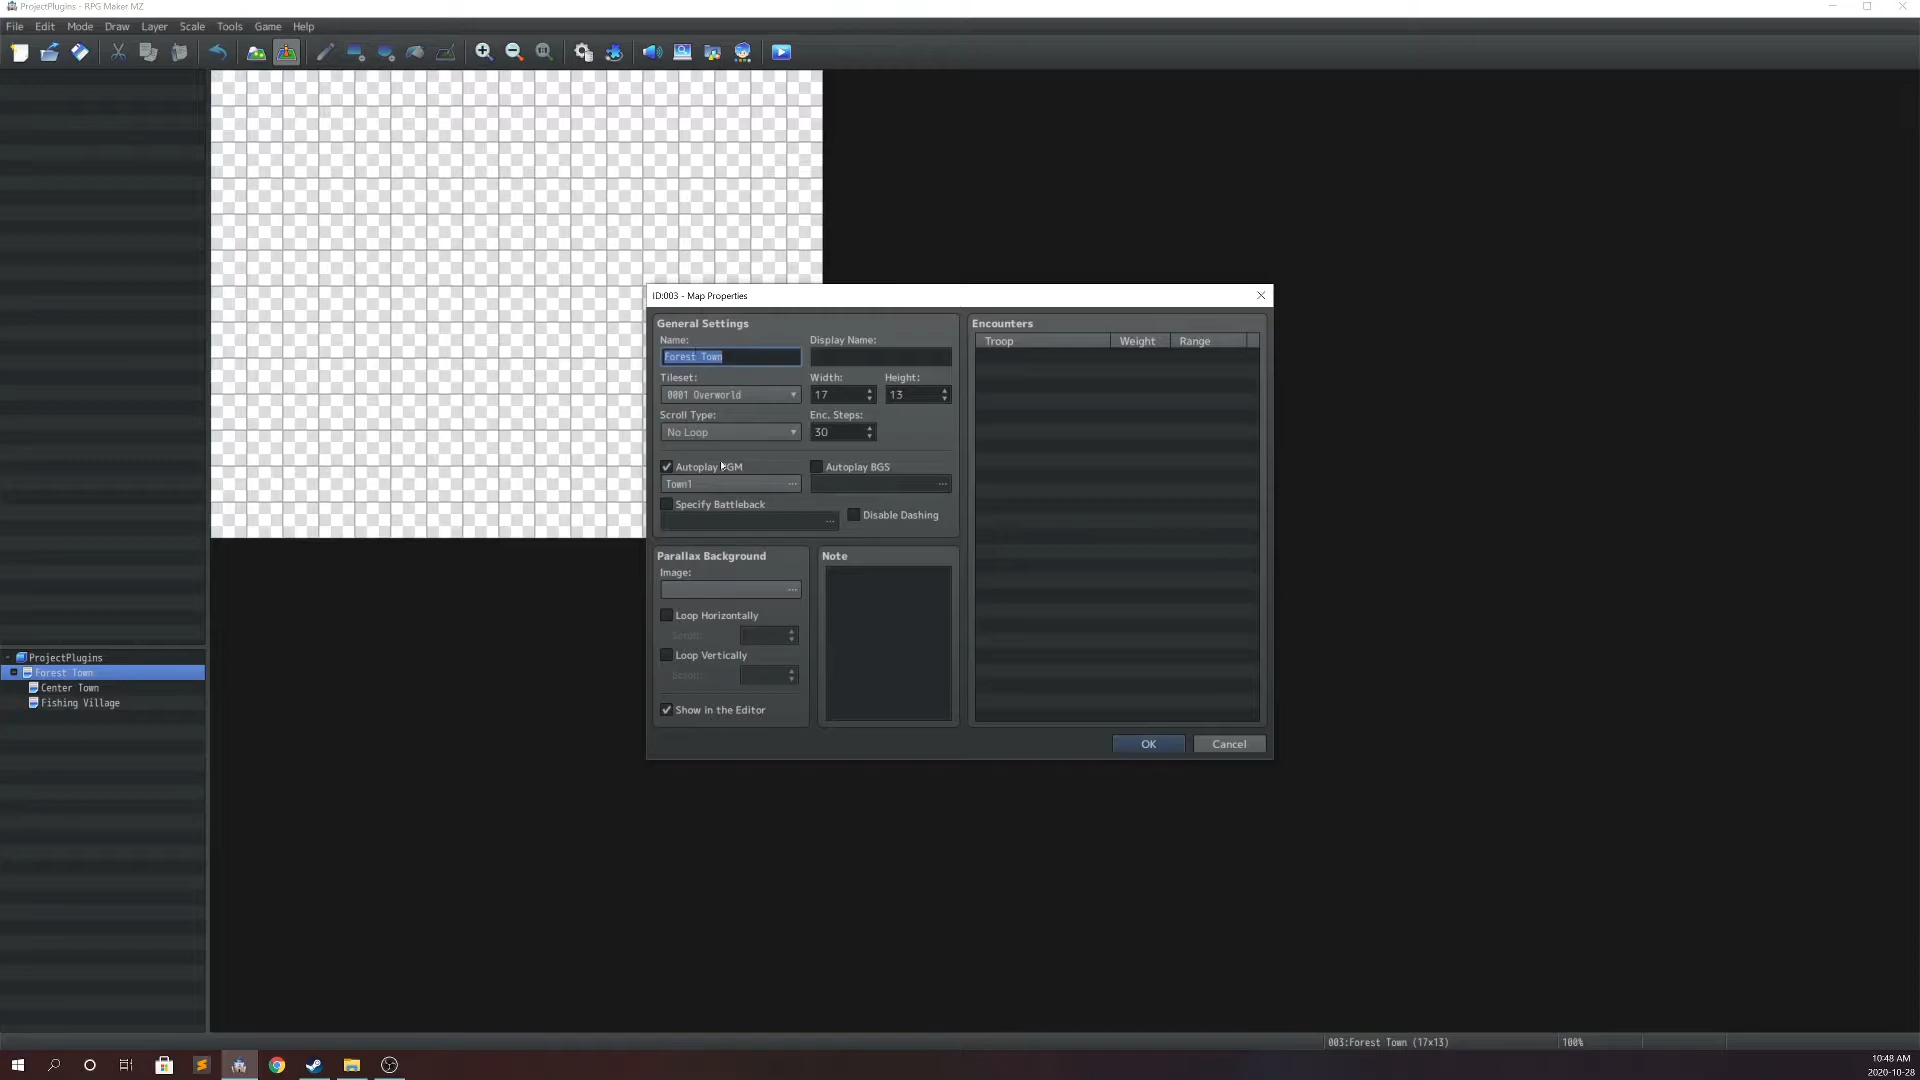 ProjectPlugins - RPG Maker MZ
File Edit Mode Draw Layer Scale Tools Game Help
ID:003 - Map Properties
General Settings
Name:
Display Name:
Forest Town
Tileset:
Width:
Height:
0001 Overworld
17
13
Scroll Type:
Enc. Steps:
No Loop
30
Autoplay BGM
Autoplay BGS
Town1
...
...
Specify Battleback
...
Disable Dashing
Parallax Background
Image:
...
Loop Horizontally
Scroll:
Loop Vertically
Scroll:
Show in the Editor
Note
Encounters
Troop
Weight
Range
OK
Cancel
ProjectPlugins
Forest Town
Center Town
Fishing Village
003:Forest Town (17x13)
100%
10:48 AM
2020-10-28